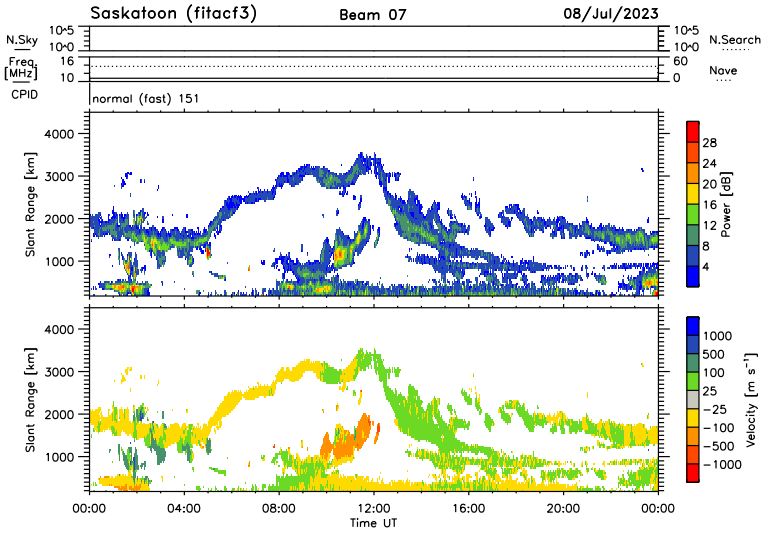 Saskatoon (fitacf3) Beam 07 08/Jul/2023
N.Sky 10^5 10^0 10^5 10^0 N.Search
Freq. [MHz] 16 10 60 0 Nave
CPID normal (fast) 151
Slant Range [km] 4000 3000 2000 1000
28 24 20 16 12 8 4 Power [dB]
Slant Range [km] 4000 3000 2000 1000
1000 500 100 25 −25 −100 −500 −1000 Velocity [m s⁻¹]
00:00 04:00 08:00 12:00 16:00 20:00 00:00
Time UT